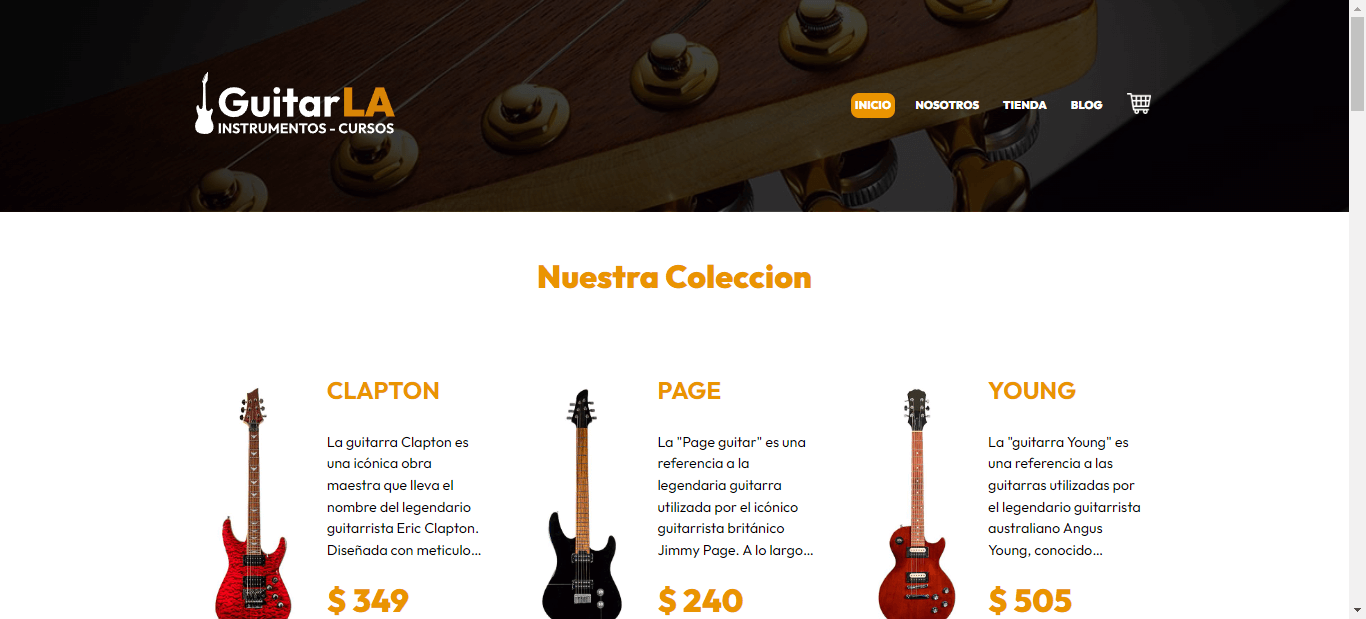 GuitarLA
INSTRUMENTOS - CURSOS
INICIO NOSOTROS TIENDA BLOG
Nuestra Coleccion
CLAPTON
La guitarra Clapton es
una icónica obra
maestra que lleva el
nombre del legendario
guitarrista Eric Clapton.
Diseñada con meticulo...
$ 349
PAGE
La "Page guitar" es una
referencia a la
legendaria guitarra
utilizada por el icónico
guitarrista británico
Jimmy Page. A lo largo...
$ 240
YOUNG
La "guitarra Young" es
una referencia a las
guitarras utilizadas por
el legendario guitarrista
australiano Angus
Young, conocido...
$ 505